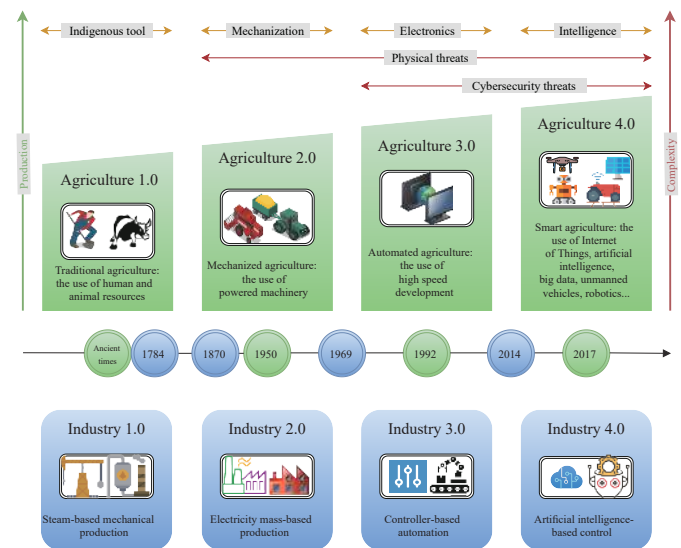 Indigenous tool
Mechanization
Electronics
Intelligence
Physical threats
Cybersecurity threats
Production
Complexity
Agriculture 1.0
Traditional agriculture:
the use of human and
animal resources
Agriculture 2.0
Mechanized agriculture:
the use of
powered machinery
Agriculture 3.0
Automated agriculture:
the use of
high speed
development
Agriculture 4.0
Smart agriculture: the
use of Internet
of Things, artificial
intelligence,
big data, unmanned
vehicles, robotics...
Ancient
times
1784
1870
1950
1969
1992
2014
2017
Industry 1.0
Steam-based mechanical
production
Industry 2.0
Electricity mass-based
production
Industry 3.0
Controller-based
automation
Industry 4.0
Artificial intelligence-
based control